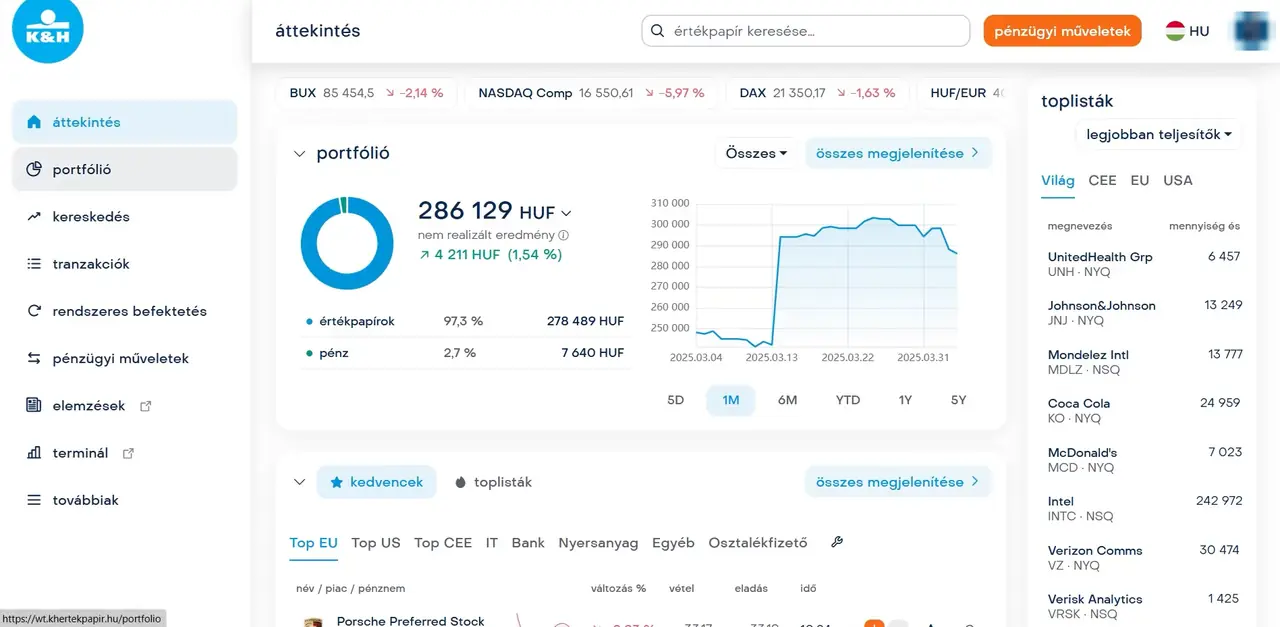 K&H
áttekintés
értékpapír keresése...
pénzügyi műveletek
HU
áttekintés
portfólió
kereskedés
tranzakciók
rendszeres befektetés
pénzügyi műveletek
elemzések
terminál
továbbiak
BUX 85 454,5 -2,14 %
NASDAQ Comp 16 550,61 -5,97 %
DAX 21 350,17 -1,63 %
HUF/EUR
portfólió
Összes
összes megjelenítése
286 129 HUF
nem realizált eredmény
4 211 HUF (1,54 %)
értékpapírok 97,3 % 278 489 HUF
pénz 2,7 % 7 640 HUF
310 000
300 000
290 000
280 000
270 000
260 000
250 000
2025.03.04 2025.03.13 2025.03.22 2025.03.31
5D 1M 6M YTD 1Y 5Y
kedvencek
toplisták
összes megjelenítése
Top EU Top US Top CEE IT Bank Nyersanyag Egyéb Osztalékfizető
név / piac / pénznem változás % vétel eladás idő
Porsche Preferred Stock
toplisták
legjobban teljesítők
Világ CEE EU USA
megnevezés mennyiség és
UnitedHealth Grp 6 457
UNH · NYQ
Johnson&Johnson 13 249
JNJ · NYQ
Mondelez Intl 13 777
MDLZ · NSQ
Coca Cola 24 959
KO · NYQ
McDonald's 7 023
MCD · NYQ
Intel 242 972
INTC · NSQ
Verizon Comms 30 474
VZ · NYQ
Verisk Analytics 1 425
VRSK · NSQ
https://wt.khertekpapir.hu/portfolio